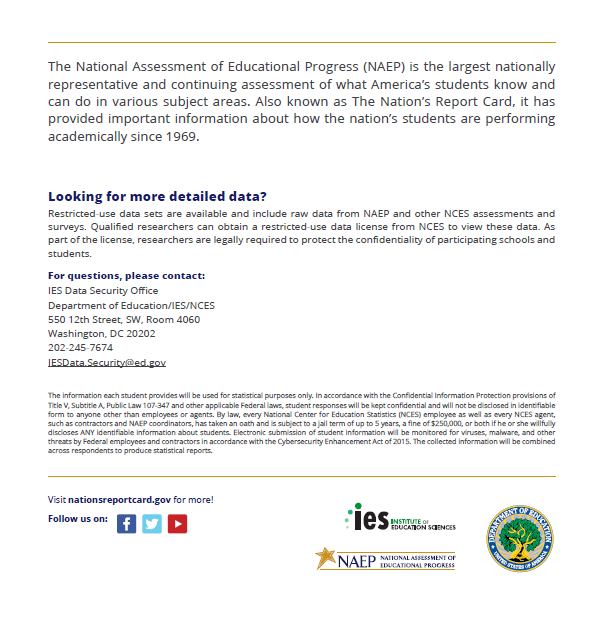 The National Assessment of Educational Progress (NAEP) is the largest nationally
representative and continuing assessment of what America's students know and
can do in various subject areas. Also known as The Nation's Report Card, it has
provided important information about how the nation's students are performing
academically since 1969.
Looking for more detailed data?
Restricted-use data sets are available and include raw data from NAEP and other NCES assessments and
surveys. Qualified researchers can obtain a restricted-use data license from NCES to view these data. As
part of the license, researchers are legally required to protect the confidentiality of participating schools and
students.
For questions, please contact:
IES Data Security Office
Department of Education/IES/NCES
550 12th Street, SW, Room 4060
Washington, DC 20202
202-245-7674
IESData.Security@ed.gov
The information each student provides will be used for statistical purposes only. In accordance with the Confidential Information Protection provisions of
Title V, Subtitle A, Public Law 107-347 and other applicable Federal laws, student responses will be kept confidential and will not be disclosed in identifiable
form to anyone other than employees or agents. By law, every National Center for Education Statistics (NCES) employee as well as every NCES agent,
such as contractors and NAEP coordinators, has taken an oath and is subject to a jail term of up to 5 years, a fine of $250,000, or both if he or she willfully
discloses ANY identifiable information about students. Electronic submission of student information will be monitored for viruses, malware, and other
threats by Federal employees and contractors in accordance with the Cybersecurity Enhancement Act of 2015. The collected information will be combined
across respondents to produce statistical reports.
Visit nationsreportcard.gov for more!
Follow us on:
ies INSTITUTE OF
EDUCATION SCIENCES
NAEP NATIONAL ASSESSMENT OF
EDUCATIONAL PROGRESS
DEPARTMENT OF EDUCATION
UNITED STATES OF AMERICA